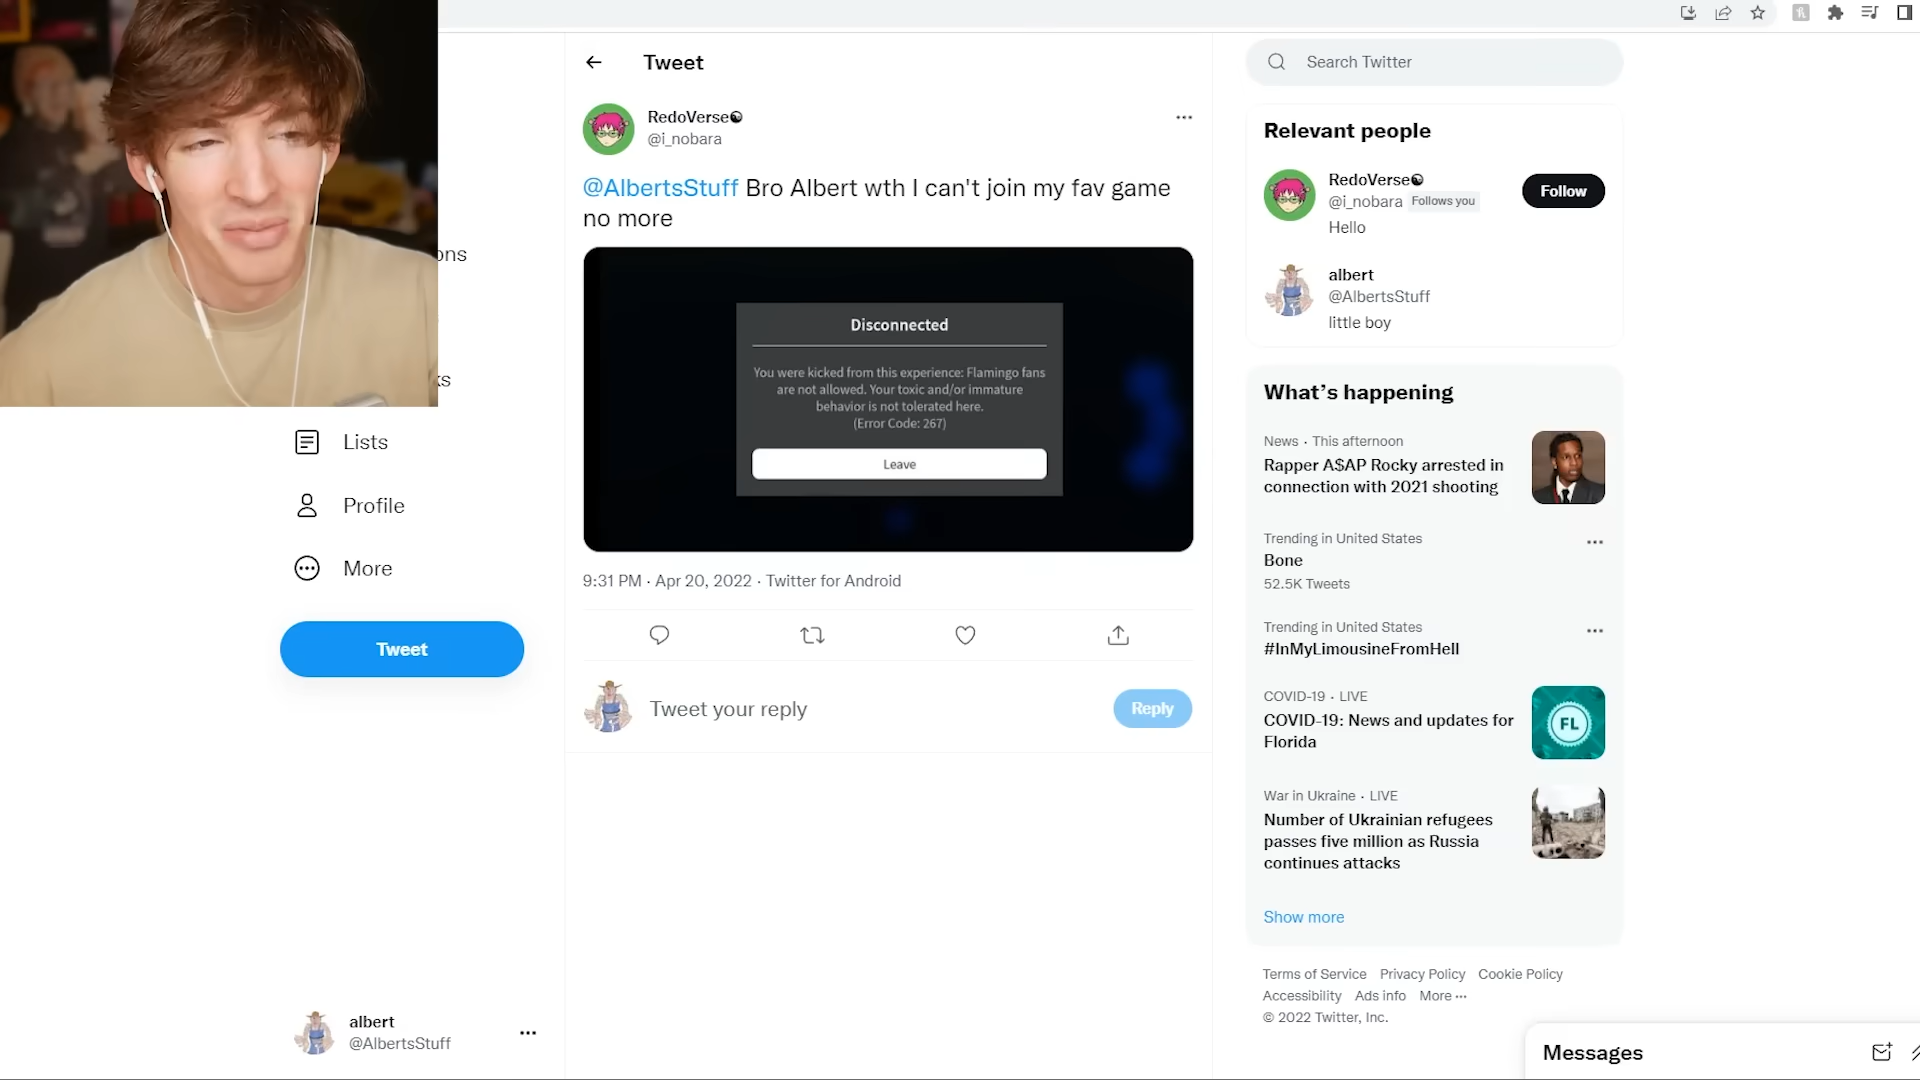 Tweet
RedoVerse
@i_nobara
@AlbertsStuff Bro Albert wth I can't join my fav game
no more
Disconnected
You were kicked from this experience: Flamingo fans
are not allowed. Your toxic and/or immature
behavior is not tolerated here.
(Error Code: 267)
Leave
9:31 PM · Apr 20, 2022 · Twitter for Android
Tweet your reply
Reply
ons
ks
Lists
Profile
More
Tweet
albert
@AlbertsStuff
Search Twitter
Relevant people
RedoVerse
@i_nobara Follows you
Hello
Follow
albert
@AlbertsStuff
little boy
What's happening
News · This afternoon
Rapper A$AP Rocky arrested in
connection with 2021 shooting
Trending in United States
Bone
52.5K Tweets
Trending in United States
#InMyLimousineFromHell
COVID-19 · LIVE
COVID-19: News and updates for
Florida
FL
War in Ukraine · LIVE
Number of Ukrainian refugees
passes five million as Russia
continues attacks
Show more
Terms of Service Privacy Policy Cookie Policy
Accessibility Ads info More ···
© 2022 Twitter, Inc.
Messages